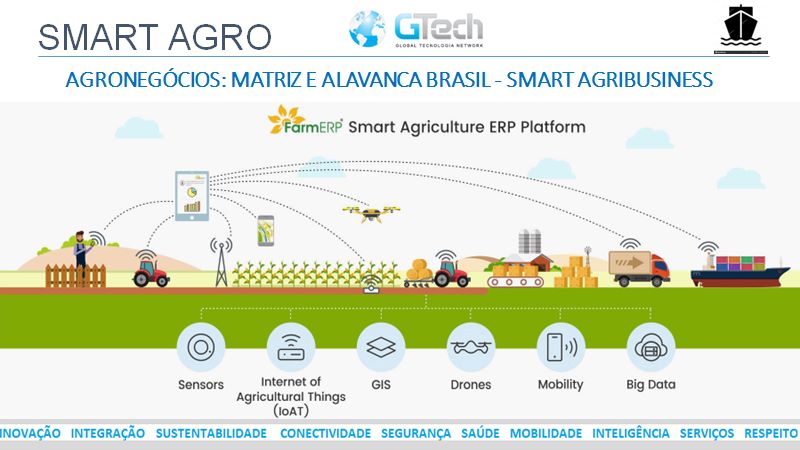 SMART AGRO
GTech
GLOBAL TECNOLOGIA NETWORK
AGRONEGÓCIOS: MATRIZ E ALAVANCA BRASIL - SMART AGRIBUSINESS
FarmERP® Smart Agriculture ERP Platform
Sensors
Internet of
Agricultural Things
(IoAT)
GIS
Drones
Mobility
Big Data
INOVAÇÃO INTEGRAÇÃO SUSTENTABILIDADE CONECTIVIDADE SEGURANÇA SAÚDE MOBILIDADE INTELIGÊNCIA SERVIÇOS RESPEITO